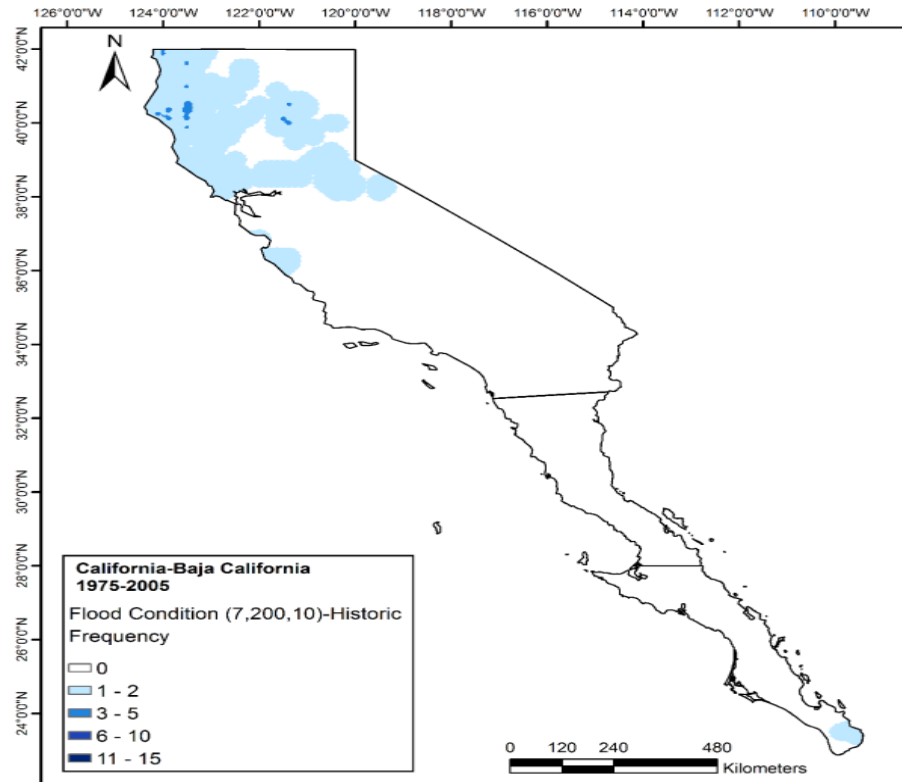 126°0'0"W 124°0'0"W 122°0'0"W 120°0'0"W 118°0'0"W 116°0'0"W 114°0'0"W 112°0'0"W 110°0'0"W
N
42°0'0"N
40°0'0"N
38°0'0"N
36°0'0"N
34°0'0"N
32°0'0"N
30°0'0"N
28°0'0"N
26°0'0"N
24°0'0"N
California-Baja California
1975-2005
Flood Condition (7,200,10)-Historic
Frequency
0
1 - 2
3 - 5
6 - 10
11 - 15
0 120 240 480
Kilometers